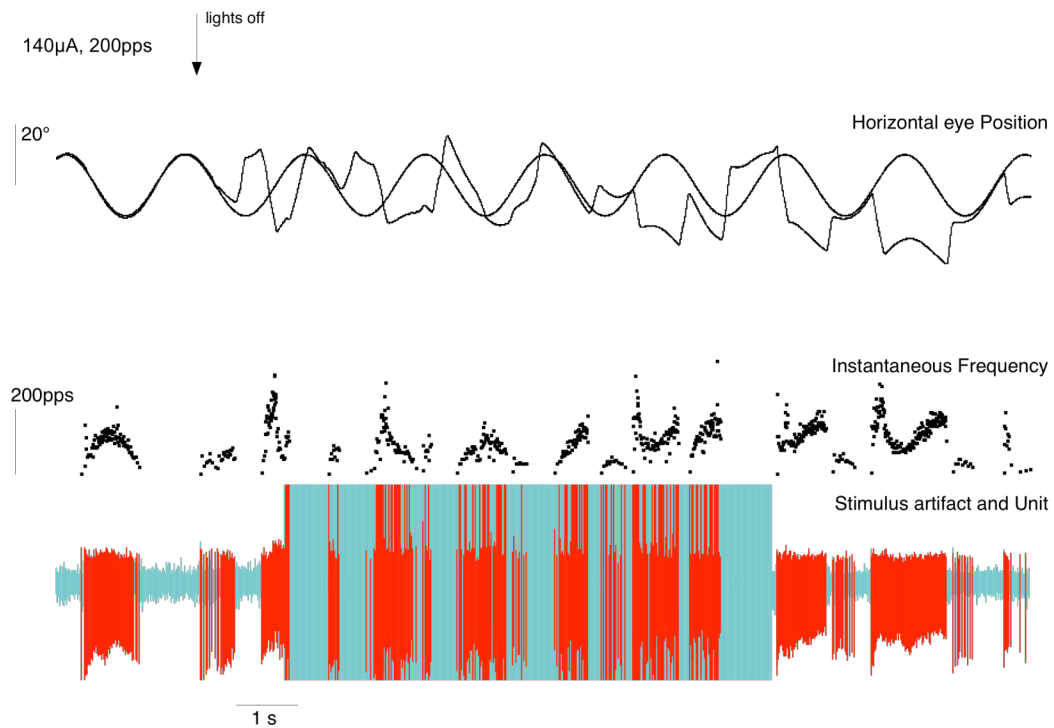 lights off
140µA, 200pps
20°
Horizontal eye Position
Instantaneous Frequency
200pps
Stimulus artifact and Unit
1 s